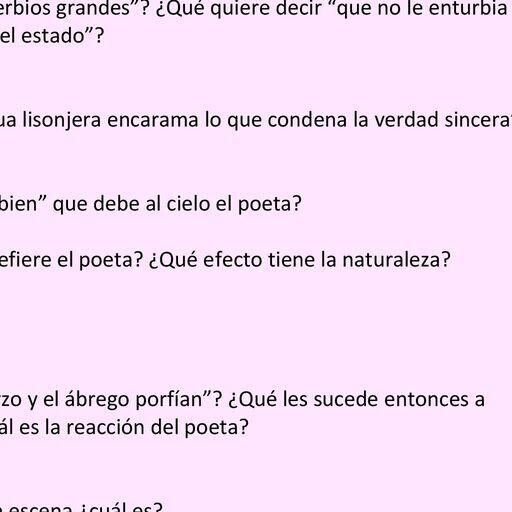 erbios grandes”? ¿Qué quiere decir “que no le enturbia
el estado”?
ua lisonjera encarama lo que condena la verdad sincera
bien” que debe al cielo el poeta?
efiere el poeta? ¿Qué efecto tiene la naturaleza?
rzo y el ábrego porfían”? ¿Qué les sucede entonces a
ál es la reacción del poeta?
escena ¿cuál es?